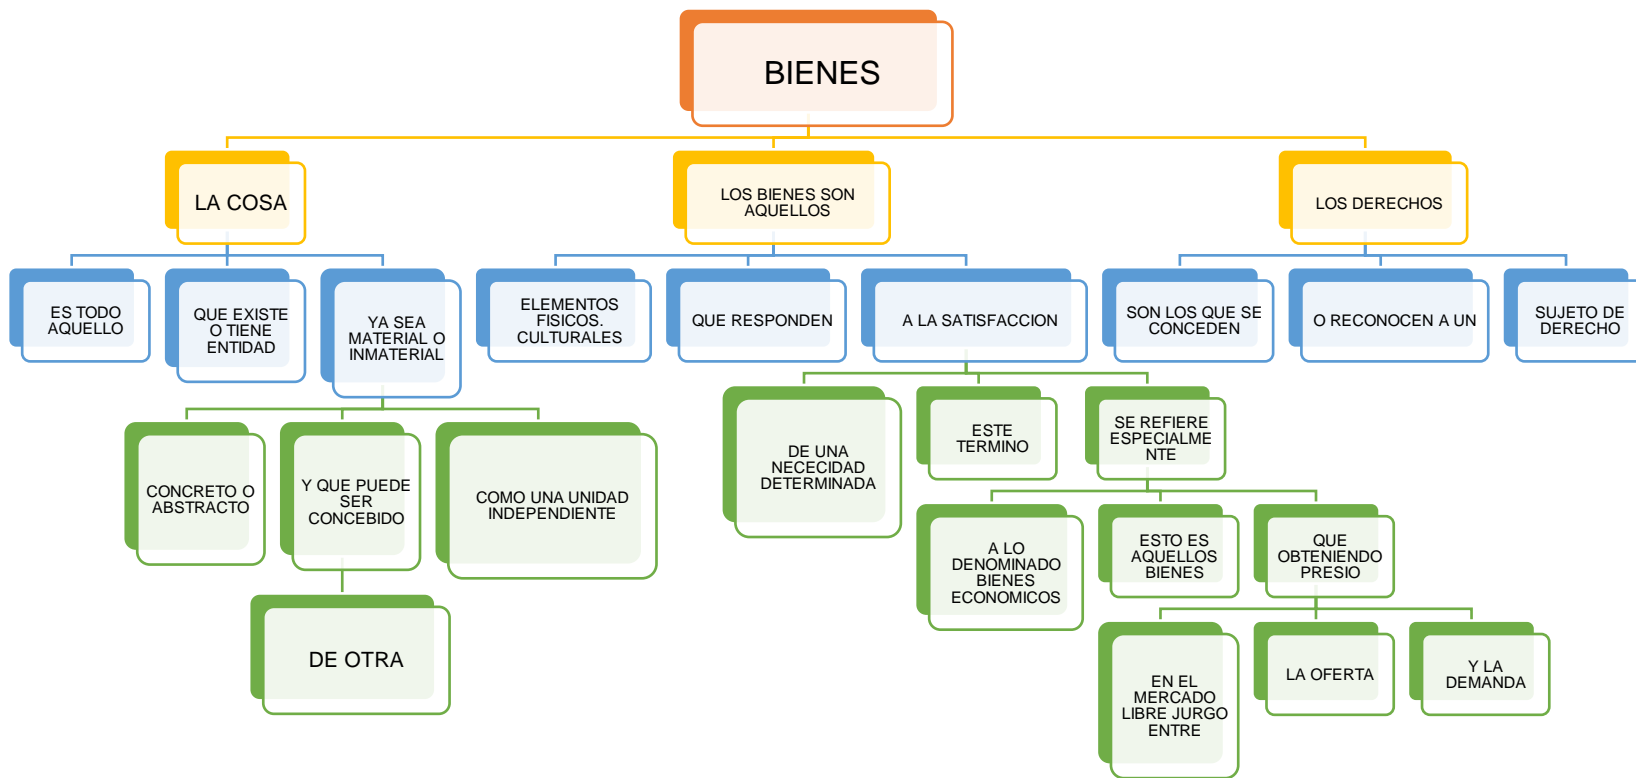 BIENES
LA COSA
LOS BIENES SON
AQUELLOS
LOS DERECHOS
ES TODO
AQUELLO
QUE EXISTE
O TIENE
ENTIDAD
YA SEA
MATERIAL O
INMATERIAL
ELEMENTOS
FISICOS.
CULTURALES
QUE RESPONDEN
A LA SATISFACCION
SON LOS QUE SE
CONCEDEN
O RECONOCEN A UN
SUJETO DE
DERECHO
CONCRETO O
ABSTRACTO
Y QUE PUEDE
SER
CONCEBIDO
COMO UNA UNIDAD
INDEPENDIENTE
DE UNA
NECECIDAD
DETERMINADA
ESTE
TERMINO
SE REFIERE
ESPECIALME
NTE
DE OTRA
A LO
DENOMINADO
BIENES
ECONOMICOS
ESTO ES
AQUELLOS
BIENES
QUE
OBTENIENDO
PRESIO
EN EL
MERCADO
LIBRE JURGO
ENTRE
LA OFERTA
Y LA
DEMANDA